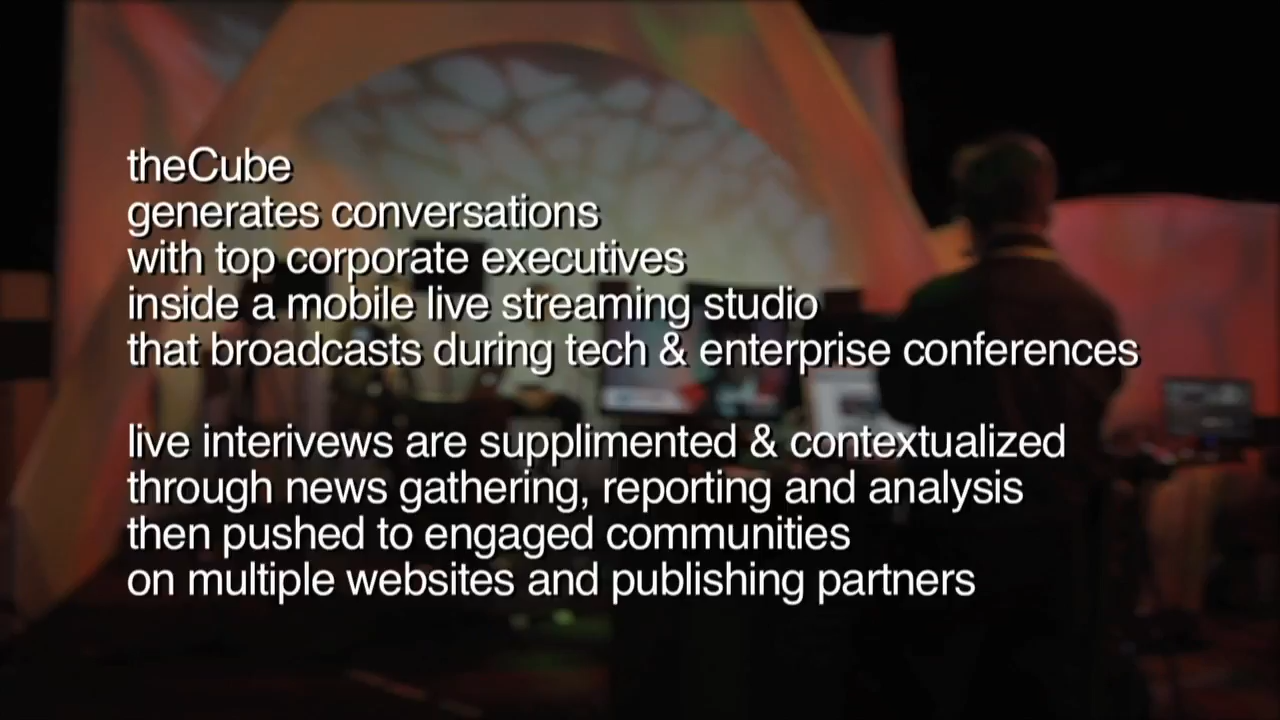 theCube
generates conversations
with top corporate executives
inside a mobile live streaming studio
that broadcasts during tech & enterprise conferences
live interivews are supplimented & contextualized
through news gathering, reporting and analysis
then pushed to engaged communities
on multiple websites and publishing partners